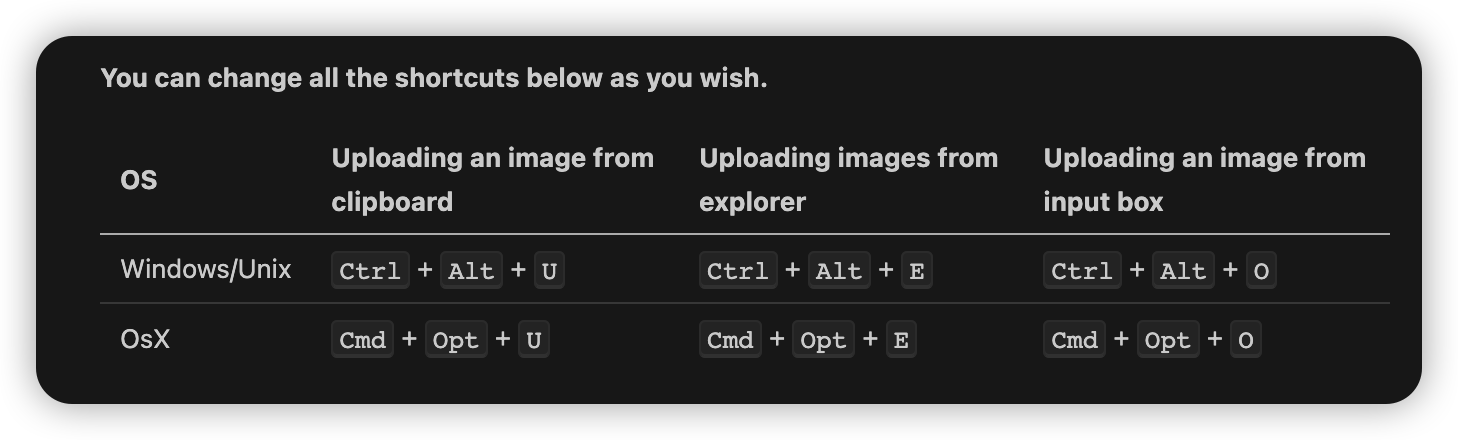 You can change all the shortcuts below as you wish.
OS
Uploading an image from
clipboard
Uploading images from
explorer
Uploading an image from
input box
Windows/Unix Ctrl + Alt + U Ctrl + Alt + E Ctrl + Alt + O
OsX Cmd + Opt + U Cmd + Opt + E Cmd + Opt + O